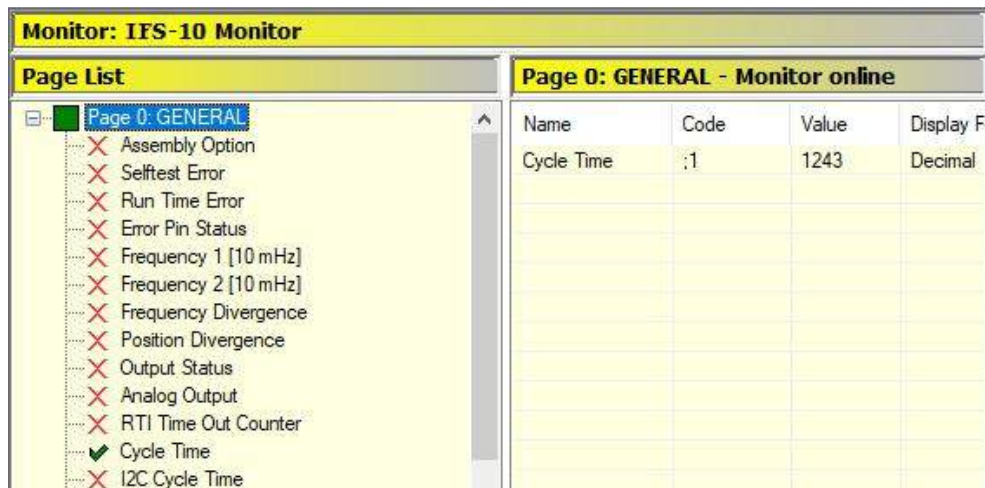 Monitor: IFS-10 Monitor
Page List
Page 0: GENERAL
Assembly Option
Selftest Error
Run Time Error
Error Pin Status
Frequency 1 [10 mHz]
Frequency 2 [10 mHz]
Frequency Divergence
Position Divergence
Output Status
Analog Output
RTI Time Out Counter
Cycle Time
I2C Cycle Time
Page 0: GENERAL - Monitor online
Name Code Value Display F
Cycle Time ;1 1243 Decimal